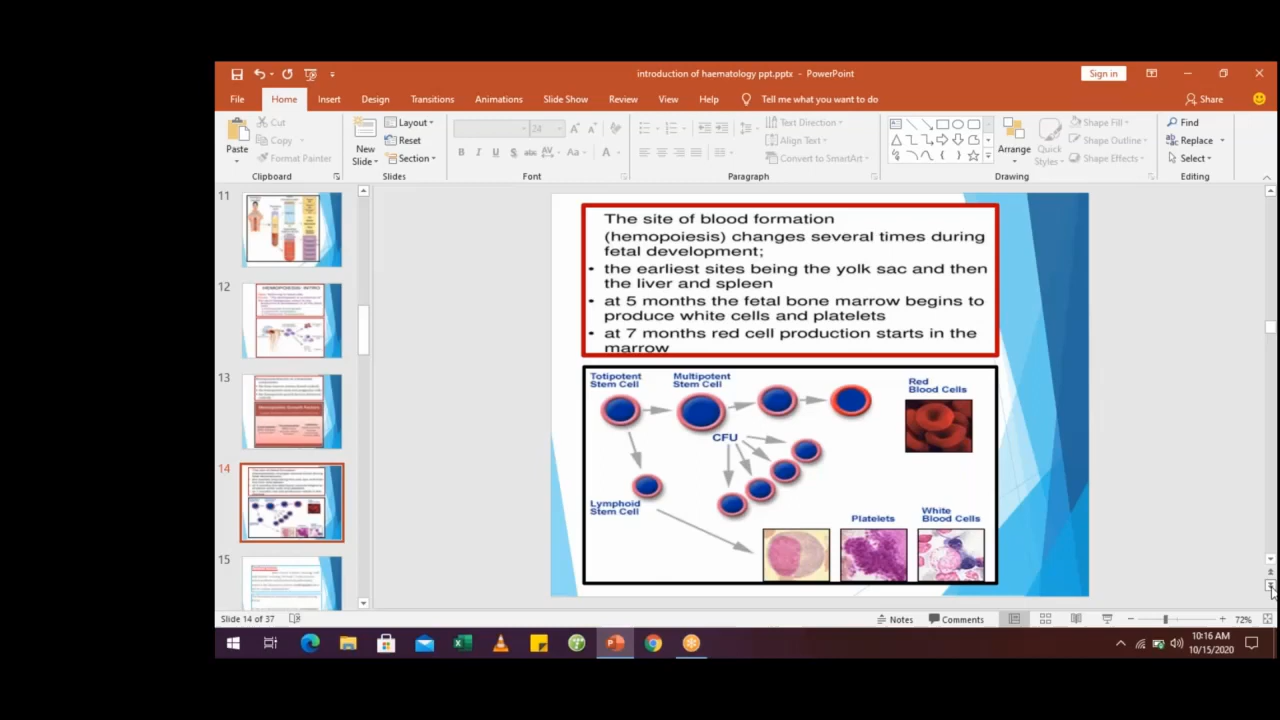 introduction of haematology ppt.pptx - PowerPoint
Sign in
File Home Insert Design Transitions Animations Slide Show Review View Help Tell me what you want to do Share
Paste
Cut
Copy
Format Painter
Clipboard
New Slide
Layout
Reset
Section
Slides
24
B I U S abc AV Aa A
Font
Paragraph
Text Direction
Align Text
Convert to SmartArt
Arrange
Quick Styles
Shape Fill
Shape Outline
Shape Effects
Drawing
Find
Replace
Select
Editing
11
12
13
14
15
The site of blood formation
(hemopoiesis) changes several times during
fetal development;
• the earliest sites being the yolk sac and then
the liver and spleen
• at 5 months the fetal bone marrow begins to
produce white cells and platelets
• at 7 months red cell production starts in the
marrow
Totipotent
Stem Cell
Multipotent
Stem Cell
Red
Blood Cells
CFU
Lymphoid
Stem Cell
Platelets
White
Blood Cells
Slide 14 of 37
Notes
Comments
72%
10:16 AM
10/15/2020